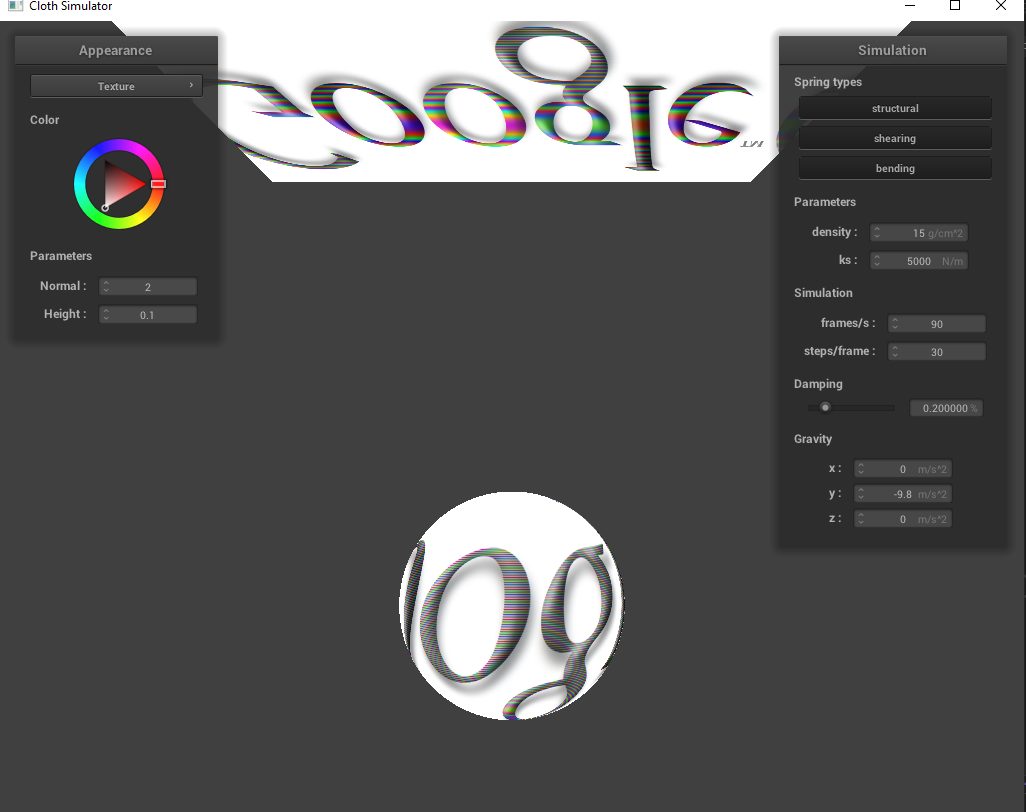 Cloth Simulator
Appearance
Texture
Color
Parameters
Normal : 2
Height : 0.1
Google
TM
og
Simulation
Spring types
structural
shearing
bending
Parameters
density : 15 g/cm^2
ks : 5000 N/m
Simulation
frames/s : 90
steps/frame : 30
Damping
0.200000 %
Gravity
x : 0 m/s^2
y : -9.8 m/s^2
z : 0 m/s^2